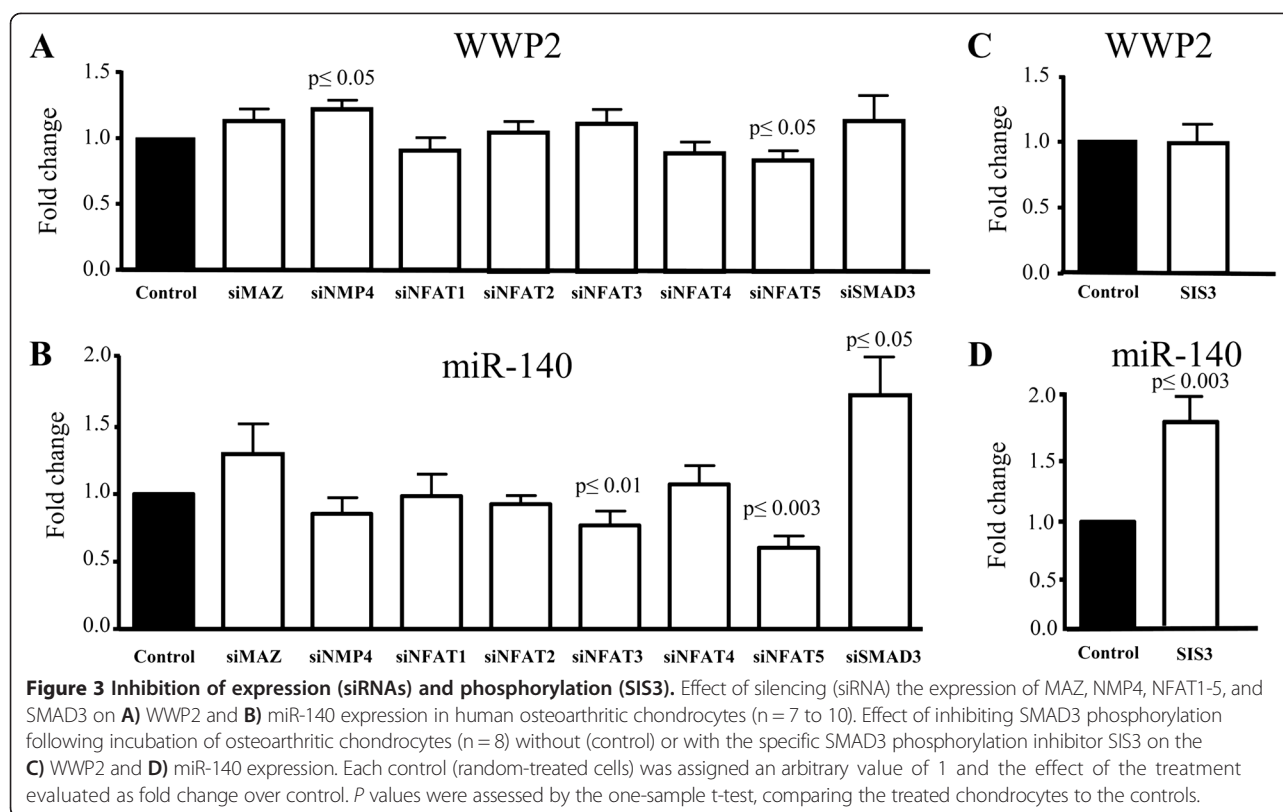 A
WWP2
Fold change
1.5
1.0
0.5
0.0
p≤ 0.05
p≤ 0.05
Control siMAZ siNMP4 siNFAT1 siNFAT2 siNFAT3 siNFAT4 siNFAT5 siSMAD3
C
WWP2
Fold change
1.5
1.0
0.5
0.0
Control SIS3
B
miR-140
Fold change
2.0
1.5
1.0
0.5
0.0
p≤ 0.01
p≤ 0.003
p≤ 0.05
Control siMAZ siNMP4 siNFAT1 siNFAT2 siNFAT3 siNFAT4 siNFAT5 siSMAD3
D
miR-140
Fold change
2.0
1.5
1.0
0.5
0.0
p≤ 0.003
Control SIS3
Figure 3 Inhibition of expression (siRNAs) and phosphorylation (SIS3). Effect of silencing (siRNA) the expression of MAZ, NMP4, NFAT1-5, and
SMAD3 on A) WWP2 and B) miR-140 expression in human osteoarthritic chondrocytes (n = 7 to 10). Effect of inhibiting SMAD3 phosphorylation
following incubation of osteoarthritic chondrocytes (n = 8) without (control) or with the specific SMAD3 phosphorylation inhibitor SIS3 on the
C) WWP2 and D) miR-140 expression. Each control (random-treated cells) was assigned an arbitrary value of 1 and the effect of the treatment
evaluated as fold change over control. P values were assessed by the one-sample t-test, comparing the treated chondrocytes to the controls.